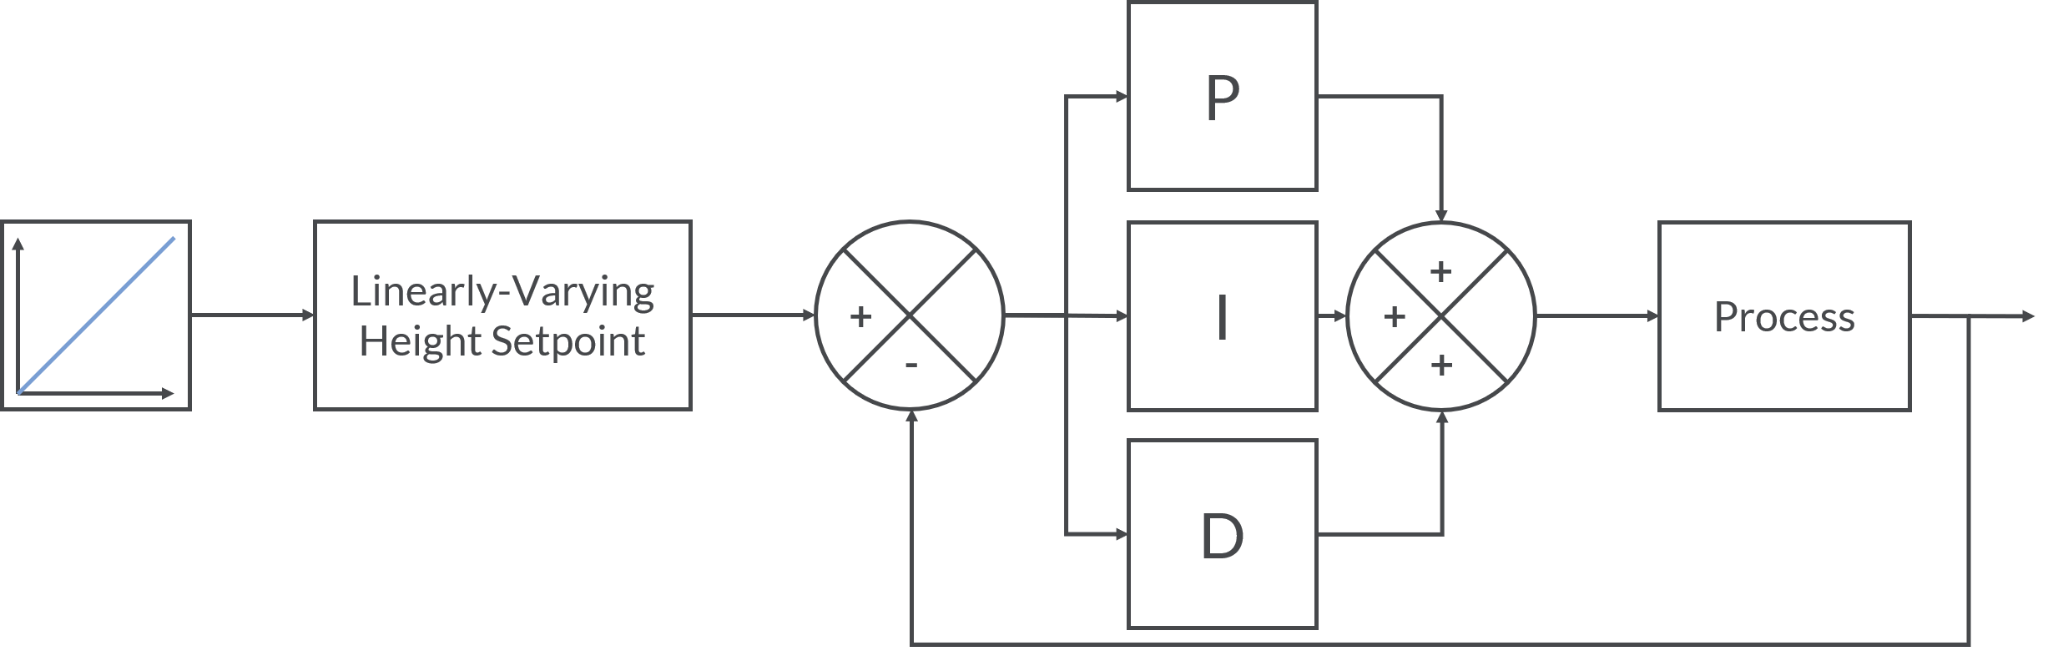 P
Linearly-Varying
Height Setpoint
+
-
I
+
+
+
Process
D